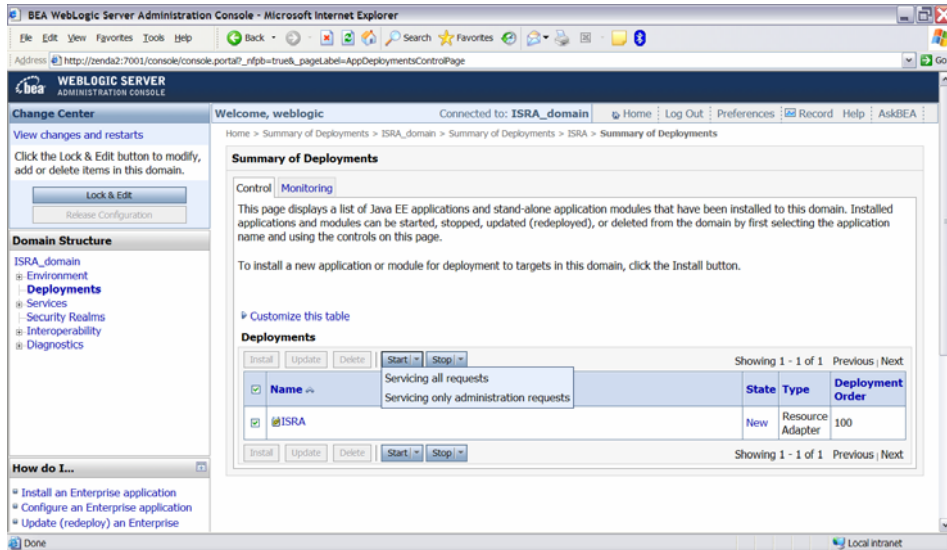 BEA WebLogic Server Administration Console - Microsoft Internet Explorer
File Edit View Favorites Tools Help
Back Search Favorites
Address http://zenda2:7001/console/console.portal?_nfpb=true&_pageLabel=AppDeploymentsControlPage Go
bea WEBLOGIC SERVER
ADMINISTRATION CONSOLE
Change Center
View changes and restarts
Click the Lock & Edit button to modify,
add or delete items in this domain.
Lock & Edit
Release Configuration
Domain Structure
ISRA_domain
Environment
Deployments
Services
Security Realms
Interoperability
Diagnostics
How do I...
Install an Enterprise application
Configure an Enterprise application
Update (redeploy) an Enterprise
Welcome, weblogic Connected to: ISRA_domain Home Log Out Preferences Record Help AskBEA
Home > Summary of Deployments > ISRA_domain > Summary of Deployments > ISRA > Summary of Deployments
Summary of Deployments
Control Monitoring
This page displays a list of Java EE applications and stand-alone application modules that have been installed to this domain. Installed
applications and modules can be started, stopped, updated (redeployed), or deleted from the domain by first selecting the application
name and using the controls on this page.
To install a new application or module for deployment to targets in this domain, click the Install button.
Customize this table
Deployments
Install Update Delete Start Stop Showing 1 - 1 of 1 Previous | Next
Servicing all requests
Servicing only administration requests
Name State Type Deployment
Order
ISRA New Resource
Adapter 100
Install Update Delete Start Stop Showing 1 - 1 of 1 Previous | Next
Done Local intranet